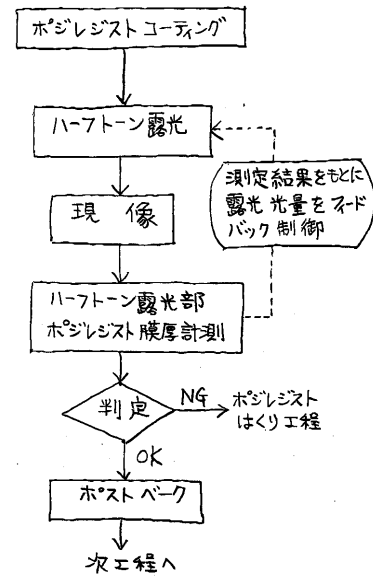 ポジレジストコーティング
ハーフトーン露光
測定結果をもとに
露光光量をフィード
バック制御
現像
ハーフトーン露光部
ポジレジスト膜厚計測
判定
NG
ポジレジスト
はくり工程
OK
ポストベーク
次工程へ